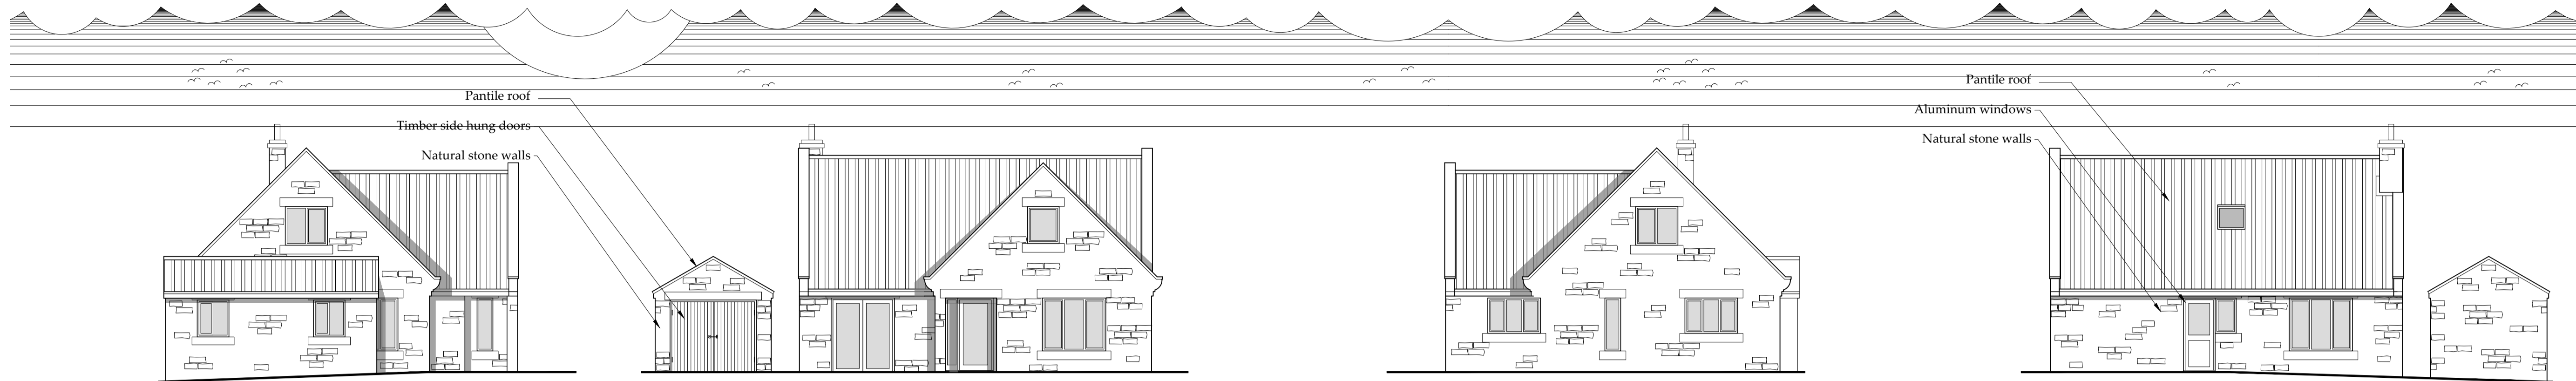 Pantile roof
Timber side hung doors
Natural stone walls
Pantile roof
Aluminum windows
Natural stone walls